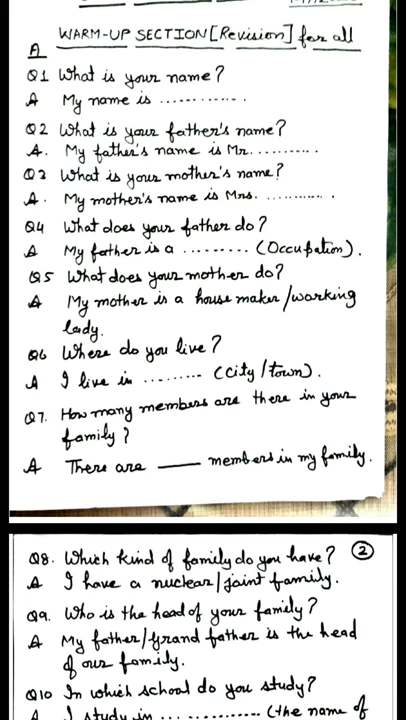 WARM-UP SECTION [Revision] for all
A
Q1 What is your name?
A My name is .............
Q2 What is your father's name?
A. My father's name is Mr...........
Q3 What is your mother's name?
A. My mother's name is Mrs. ............
Q4 What does your father do?
A My father is a ......... (Occupation).
Q5 What does your mother do?
A My mother is a house maker/working
lady.
Q6 Where do you live?
A I live in ......... (city/town).
Q7. How many members are there in your
family?
A There are ____ members in my family.
Q8. Which kind of family do you have? 2
A I have a nuclear/joint family.
Q9. Who is the head of your family?
A My father/grand father is the head
of our family.
Q10 In which school do you study?
A I study in ................ (the name of